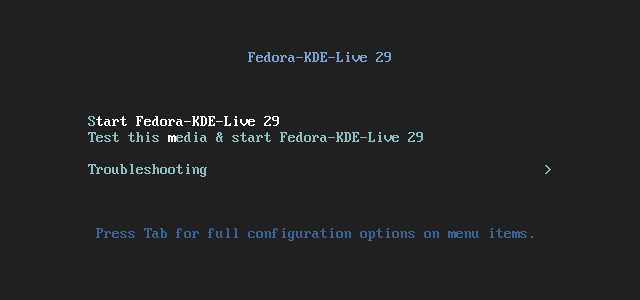 Fedora-KDE-Live 29
Start Fedora-KDE-Live 29
Test this media & start Fedora-KDE-Live 29
Troubleshooting >
Press Tab for full configuration options on menu items.